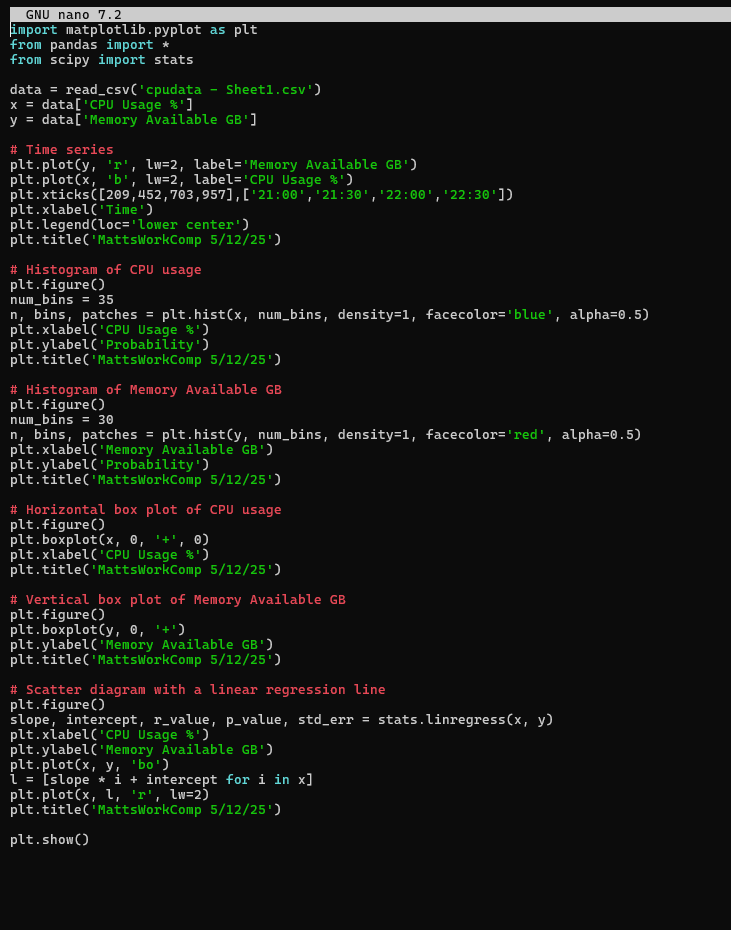 GNU nano 7.2
import matplotlib.pyplot as plt
from pandas import *
from scipy import stats
data = read_csv('cpudata - Sheet1.csv')
x = data['CPU Usage %']
y = data['Memory Available GB']
# Time series
plt.plot(y, 'r', lw=2, label='Memory Available GB')
plt.plot(x, 'b', lw=2, label='CPU Usage %')
plt.xticks([209,452,703,957],['21:00','21:30','22:00','22:30'])
plt.xlabel('Time')
plt.legend(loc='lower center')
plt.title('MattsWorkComp 5/12/25')
# Histogram of CPU usage
plt.figure()
num_bins = 35
n, bins, patches = plt.hist(x, num_bins, density=1, facecolor='blue', alpha=0.5)
plt.xlabel('CPU Usage %')
plt.ylabel('Probability')
plt.title('MattsWorkComp 5/12/25')
# Histogram of Memory Available GB
plt.figure()
num_bins = 30
n, bins, patches = plt.hist(y, num_bins, density=1, facecolor='red', alpha=0.5)
plt.xlabel('Memory Available GB')
plt.ylabel('Probability')
plt.title('MattsWorkComp 5/12/25')
# Horizontal box plot of CPU usage
plt.figure()
plt.boxplot(x, 0, '+', 0)
plt.xlabel('CPU Usage %')
plt.title('MattsWorkComp 5/12/25')
# Vertical box plot of Memory Available GB
plt.figure()
plt.boxplot(y, 0, '+')
plt.ylabel('Memory Available GB')
plt.title('MattsWorkComp 5/12/25')
# Scatter diagram with a linear regression line
plt.figure()
slope, intercept, r_value, p_value, std_err = stats.linregress(x, y)
plt.xlabel('CPU Usage %')
plt.ylabel('Memory Available GB')
plt.plot(x, y, 'bo')
l = [slope * i + intercept for i in x]
plt.plot(x, l, 'r', lw=2)
plt.title('MattsWorkComp 5/12/25')
plt.show()